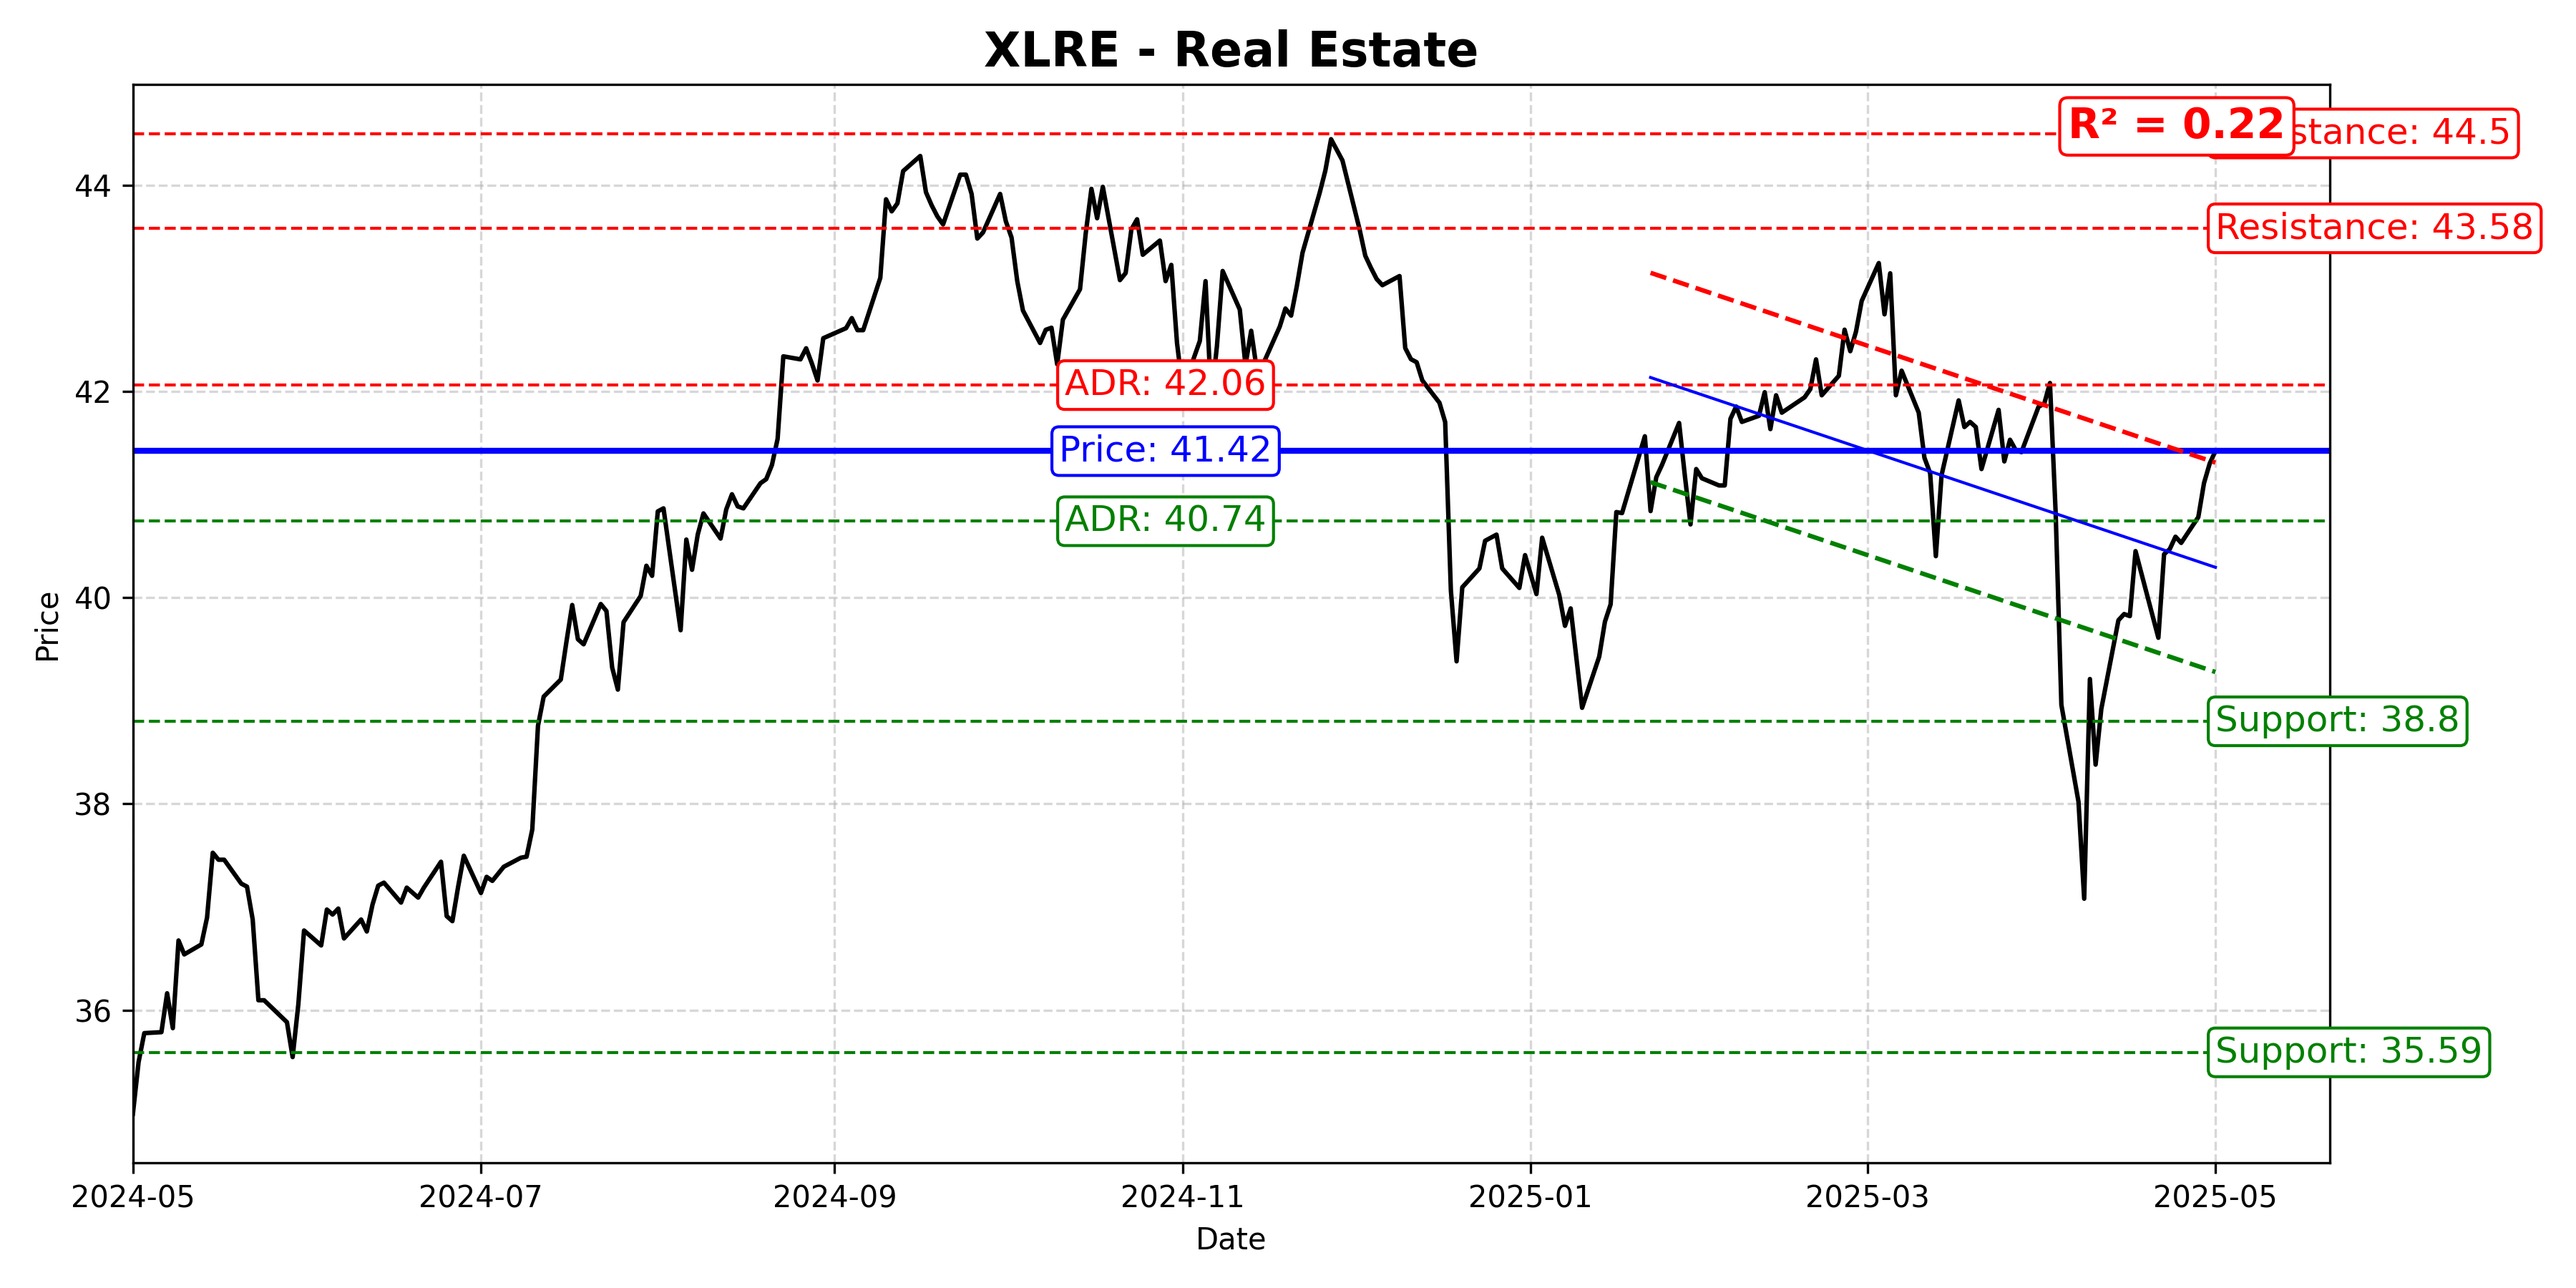 XLRE - Real Estate
R² = 0.22
stance: 44.5
Resistance: 43.58
ADR: 42.06
Price: 41.42
ADR: 40.74
Support: 38.8
Support: 35.59
Price
44
42
40
38
36
2024-05 2024-07 2024-09 2024-11 2025-01 2025-03 2025-05
Date